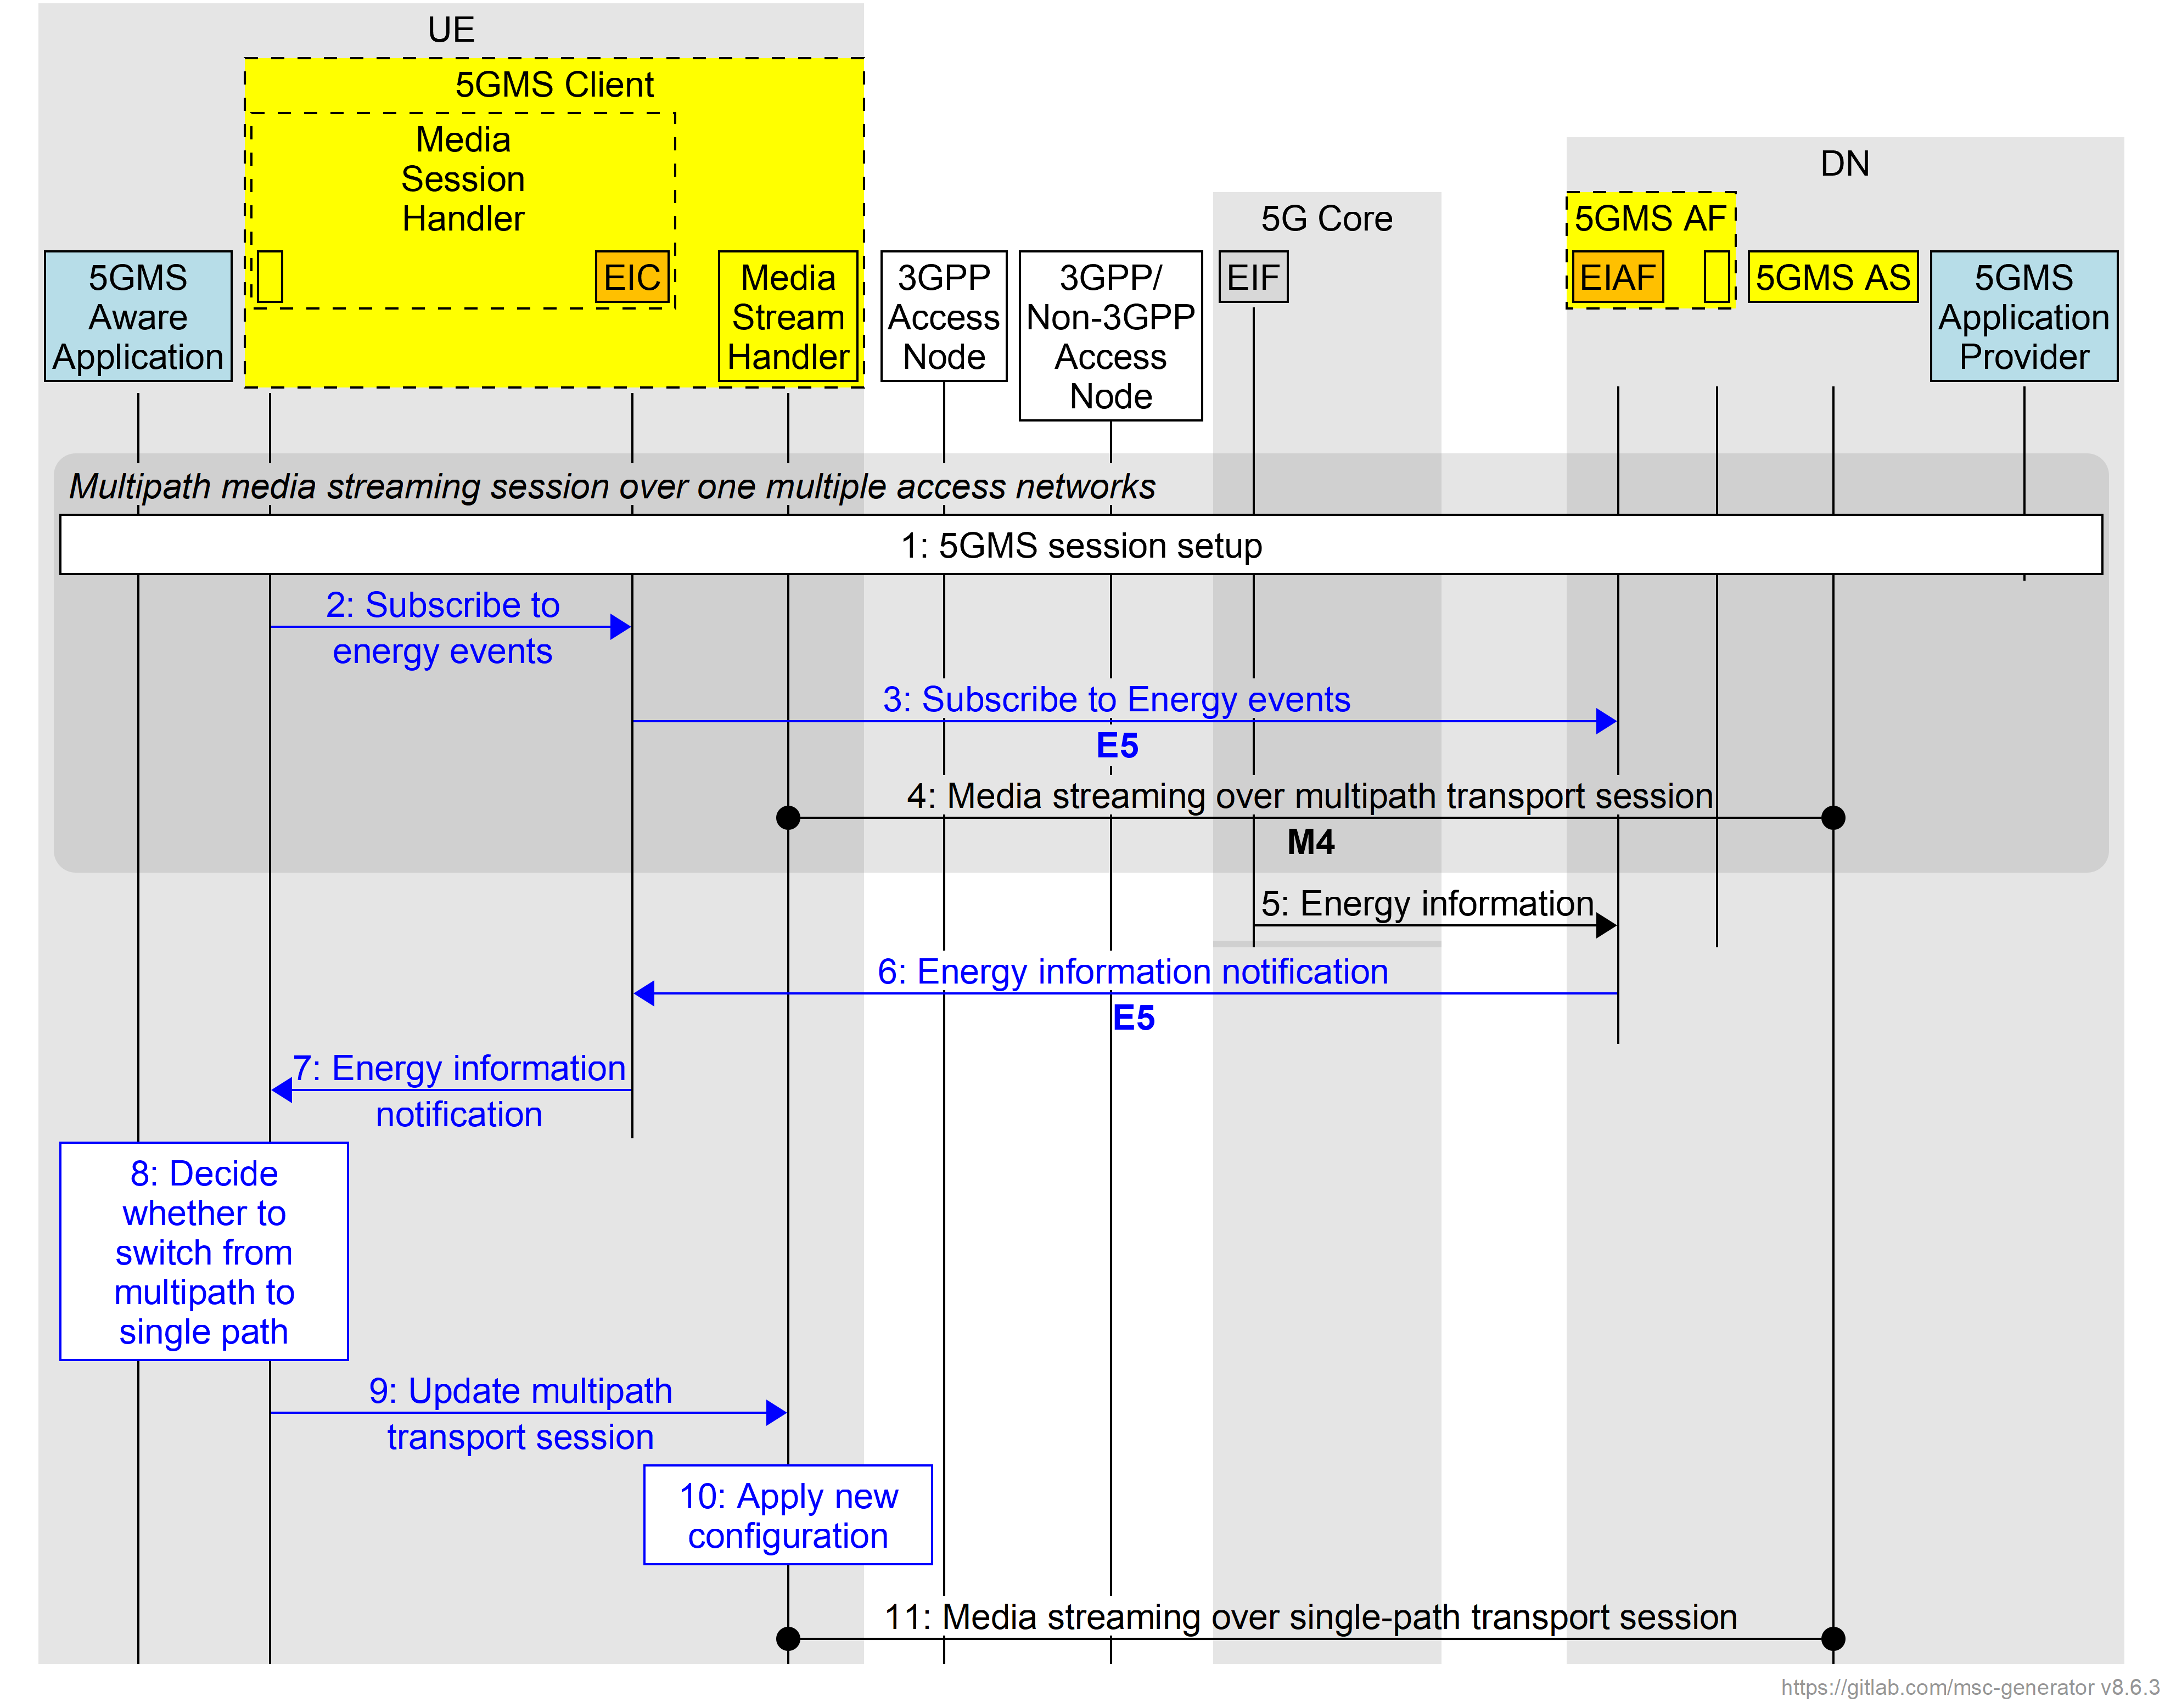 UE
5GMS Client
Media
Session
Handler
DN
5G Core
5GMS AF
5GMS
Aware
Application
EIC
Media
Stream
Handler
3GPP
Access
Node
3GPP/
Non-3GPP
Access
Node
EIF
EIAF
5GMS AS
5GMS
Application
Provider
Multipath media streaming session over one multiple access networks
1: 5GMS session setup
2: Subscribe to
energy events
3: Subscribe to Energy events
E5
4: Media streaming over multipath transport session
M4
5: Energy information
6: Energy information notification
E5
7: Energy information
notification
8: Decide
whether to
switch from
multipath to
single path
9: Update multipath
transport session
10: Apply new
configuration
11: Media streaming over single-path transport session
https://gitlab.com/msc-generator v8.6.3